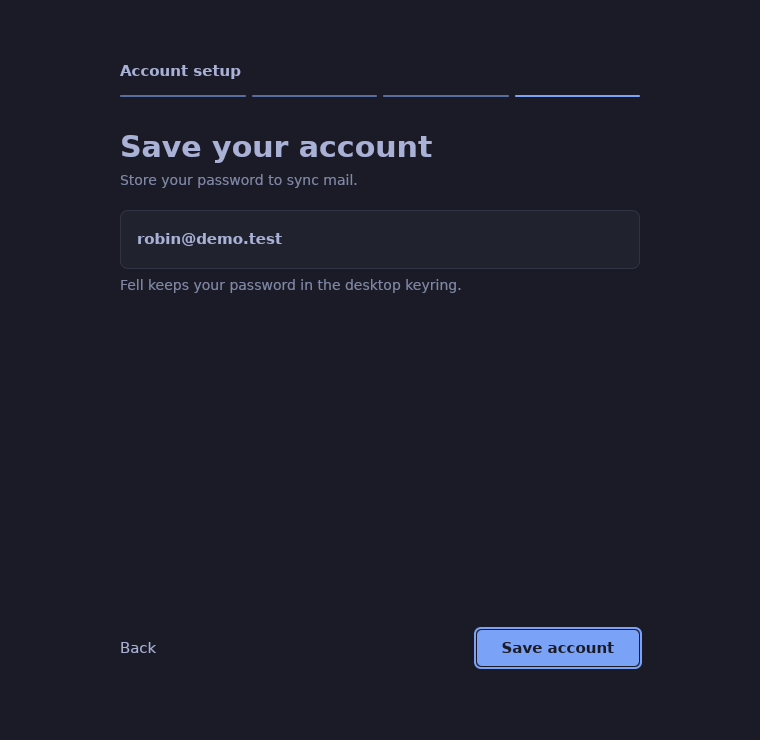 Account setup
Save your account
Store your password to sync mail.
robin@demo.test
Fell keeps your password in the desktop keyring.
Back
Save account